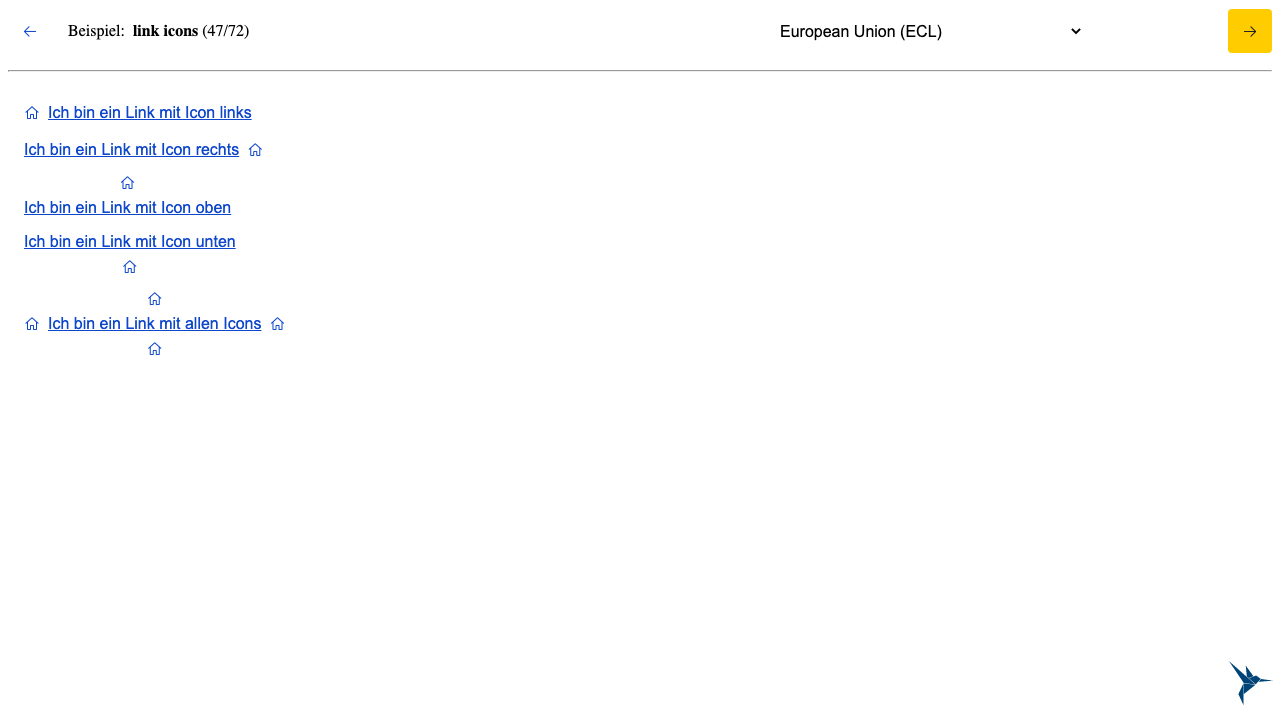 Beispiel: link icons (47/72) European Union (ECL)
Ich bin ein Link mit Icon links
Ich bin ein Link mit Icon rechts
Ich bin ein Link mit Icon oben
Ich bin ein Link mit Icon unten
Ich bin ein Link mit allen Icons